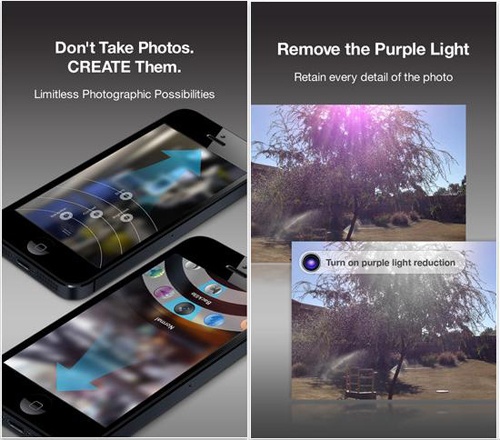 Don't Take Photos.
CREATE Them.
Limitless Photographic Possibilities
Normal
Backlite
Remove the Purple Light
Retain every detail of the photo
Turn on purple light reduction